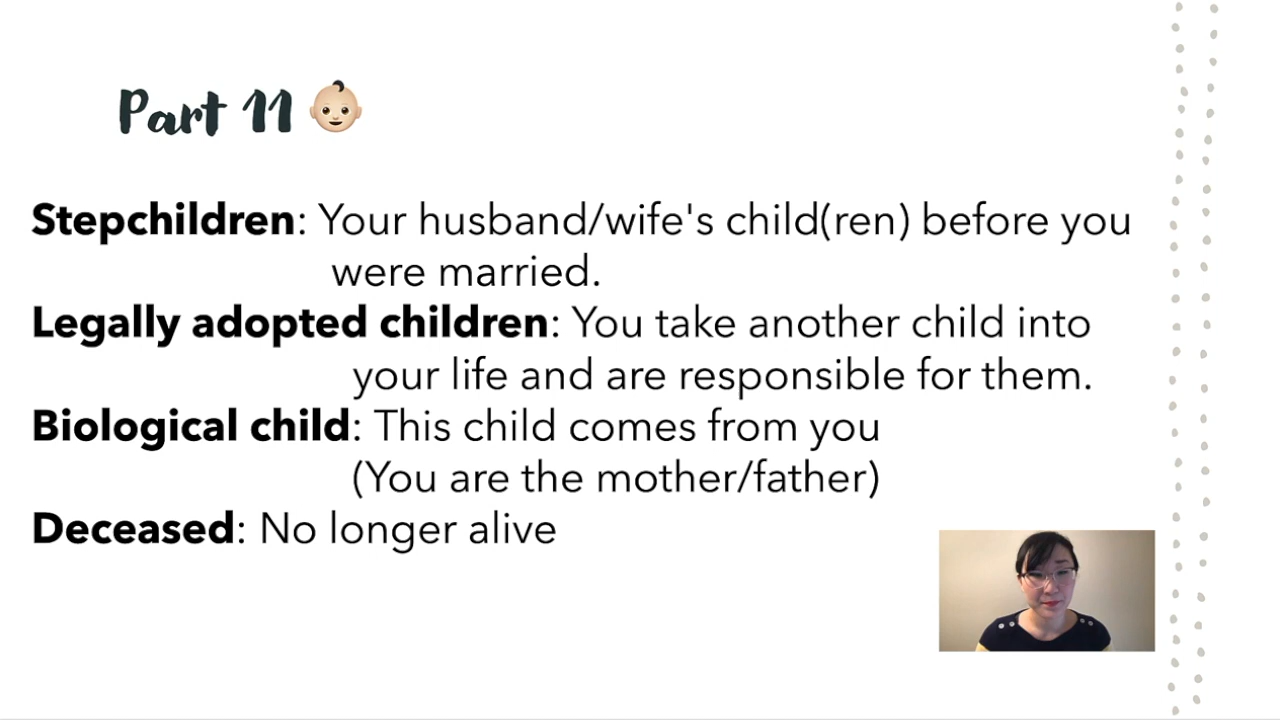 Part 11
Stepchildren: Your husband/wife's child(ren) before you
were married.
Legally adopted children: You take another child into
your life and are responsible for them.
Biological child: This child comes from you
(You are the mother/father)
Deceased: No longer alive